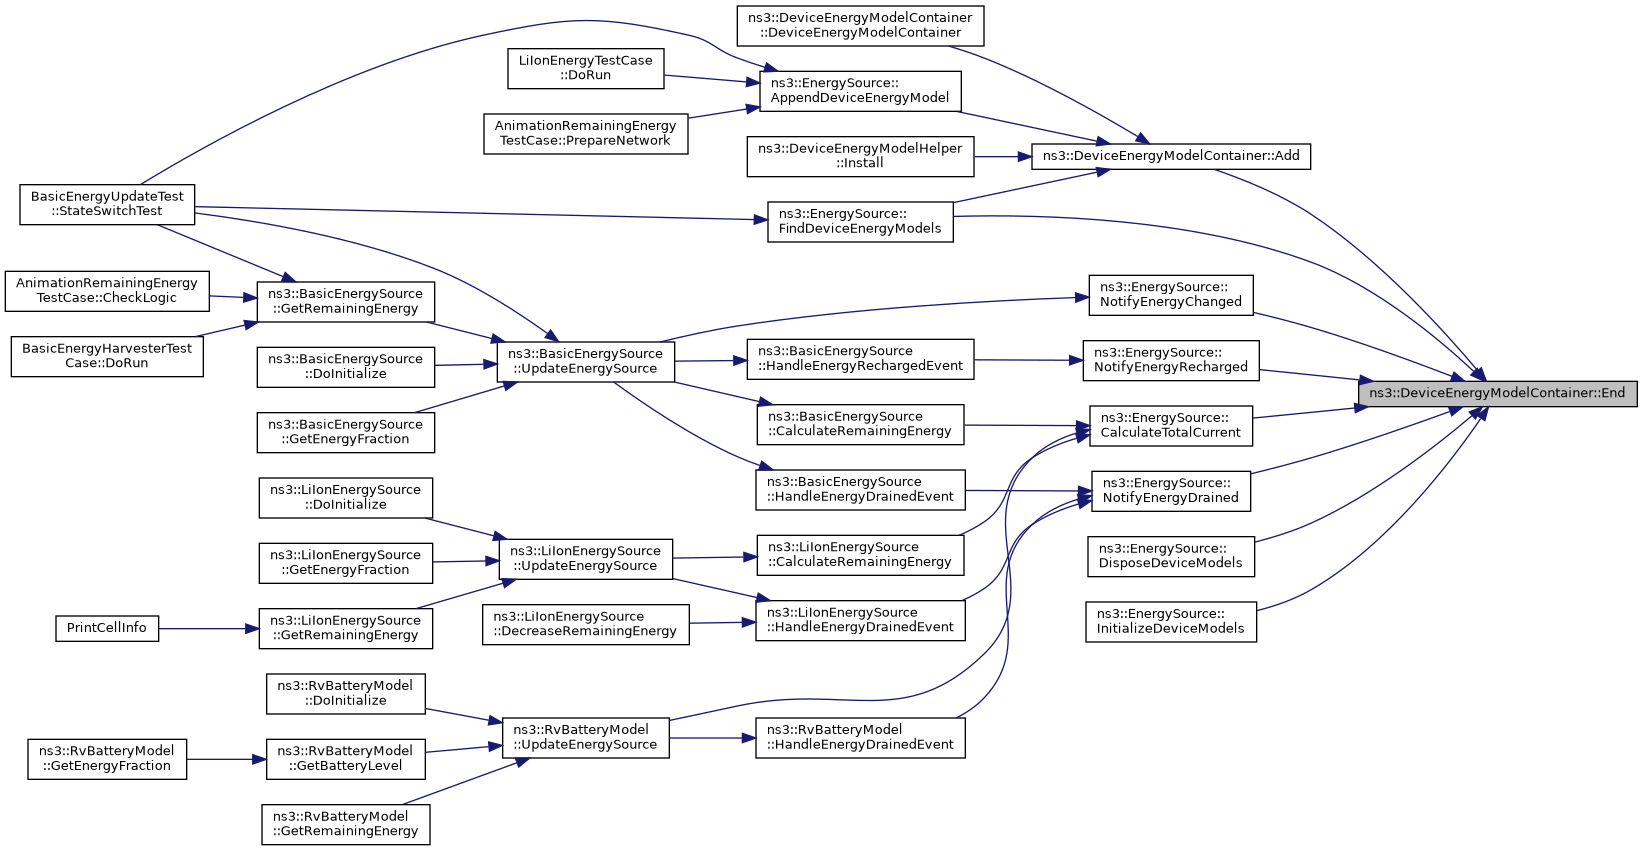 ns3::DeviceEnergyModelContainer
::DeviceEnergyModelContainer
LiIonEnergyTestCase
::DoRun
ns3::EnergySource::
AppendDeviceEnergyModel
AnimationRemainingEnergy
TestCase::PrepareNetwork
ns3::DeviceEnergyModelHelper
::Install
ns3::DeviceEnergyModelContainer::Add
BasicEnergyUpdateTest
::StateSwitchTest
ns3::EnergySource::
FindDeviceEnergyModels
AnimationRemainingEnergy
TestCase::CheckLogic
ns3::BasicEnergySource
::GetRemainingEnergy
ns3::EnergySource::
NotifyEnergyChanged
BasicEnergyHarvesterTest
Case::DoRun
ns3::BasicEnergySource
::DoInitialize
ns3::BasicEnergySource
::UpdateEnergySource
ns3::BasicEnergySource
::HandleEnergyRechargedEvent
ns3::EnergySource::
NotifyEnergyRecharged
ns3::DeviceEnergyModelContainer::End
ns3::BasicEnergySource
::GetEnergyFraction
ns3::BasicEnergySource
::CalculateRemainingEnergy
ns3::EnergySource::
CalculateTotalCurrent
ns3::BasicEnergySource
::HandleEnergyDrainedEvent
ns3::EnergySource::
NotifyEnergyDrained
ns3::LiIonEnergySource
::DoInitialize
ns3::LiIonEnergySource
::GetEnergyFraction
ns3::LiIonEnergySource
::UpdateEnergySource
ns3::LiIonEnergySource
::CalculateRemainingEnergy
ns3::EnergySource::
DisposeDeviceModels
PrintCellInfo
ns3::LiIonEnergySource
::GetRemainingEnergy
ns3::LiIonEnergySource
::DecreaseRemainingEnergy
ns3::LiIonEnergySource
::HandleEnergyDrainedEvent
ns3::EnergySource::
InitializeDeviceModels
ns3::RvBatteryModel
::DoInitialize
ns3::RvBatteryModel
::GetEnergyFraction
ns3::RvBatteryModel
::GetBatteryLevel
ns3::RvBatteryModel
::UpdateEnergySource
ns3::RvBatteryModel
::HandleEnergyDrainedEvent
ns3::RvBatteryModel
::GetRemainingEnergy